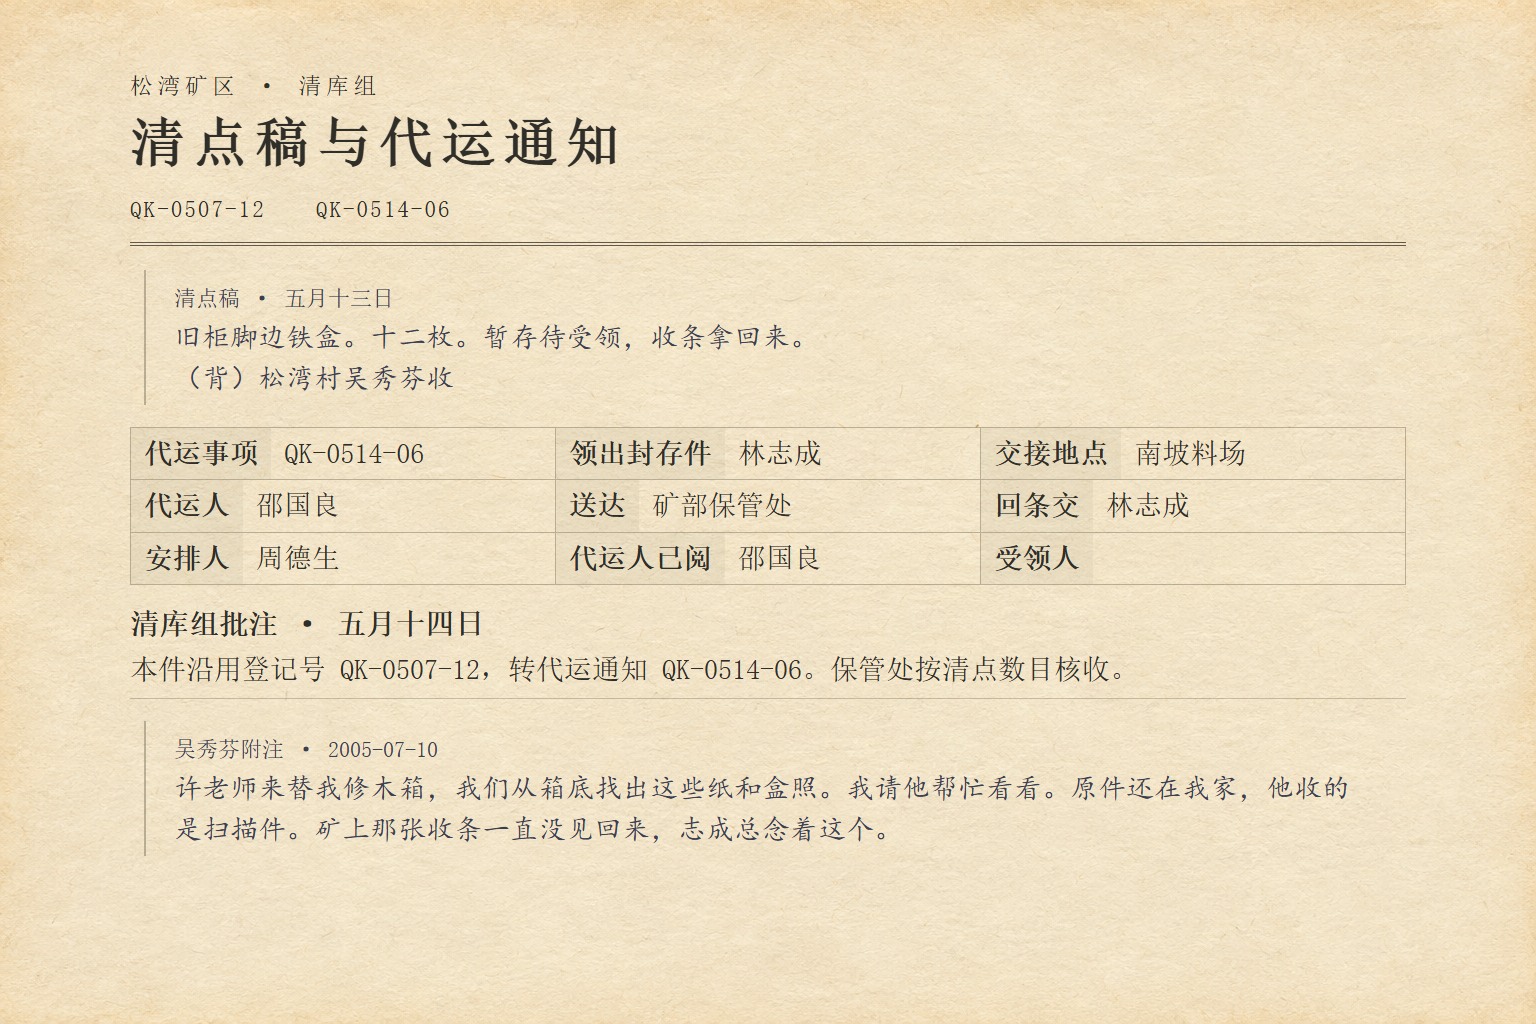 松湾矿区 • 清库组
清点稿与代运通知
QK-0507-12 QK-0514-06
清点稿 • 五月十三日
旧柜脚边铁盒。十二枚。暂存待受领，收条拿回来。
（背）松湾村吴秀芬收
代运事项 QK-0514-06 领出封存件 林志成 交接地点 南坡料场
代运人 邵国良 送达 矿部保管处 回条交 林志成
安排人 周德生 代运人已阅 邵国良 受领人
清库组批注 • 五月十四日
本件沿用登记号 QK-0507-12，转代运通知 QK-0514-06。保管处按清点数目核收。
吴秀芬附注 • 2005-07-10
许老师来替我修木箱，我们从箱底找出这些纸和盒照。我请他帮忙看看。原件还在我家，他收的
是扫描件。矿上那张收条一直没见回来，志成总念着这个。